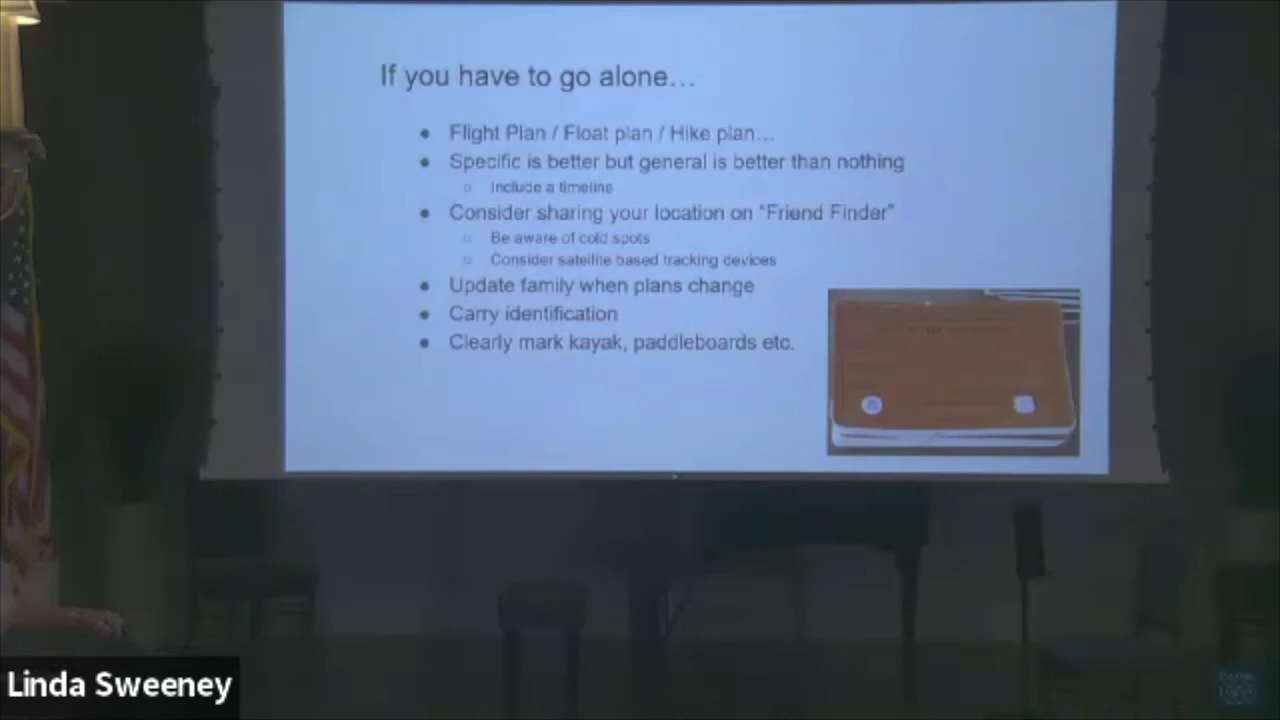 If you have to go alone…
● Flight Plan / Float plan / Hike plan…
● Specific is better but general is better than nothing
○ Include a timeline
● Consider sharing your location on “Friend Finder”
○ Be aware of cold spots
○ Consider satellite based tracking devices
● Update family when plans change
● Carry identification
● Clearly mark kayak, paddleboards etc.
Linda Sweeney